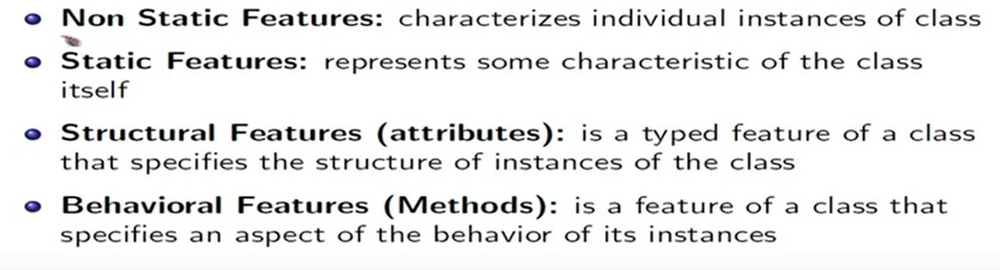 Non Static Features: characterizes individual instances of class
Static Features: represents some characteristic of the class
itself
Structural Features (attributes): is a typed feature of a class
that specifies the structure of instances of the class
Behavioral Features (Methods): is a feature of a class that
specifies an aspect of the behavior of its instances